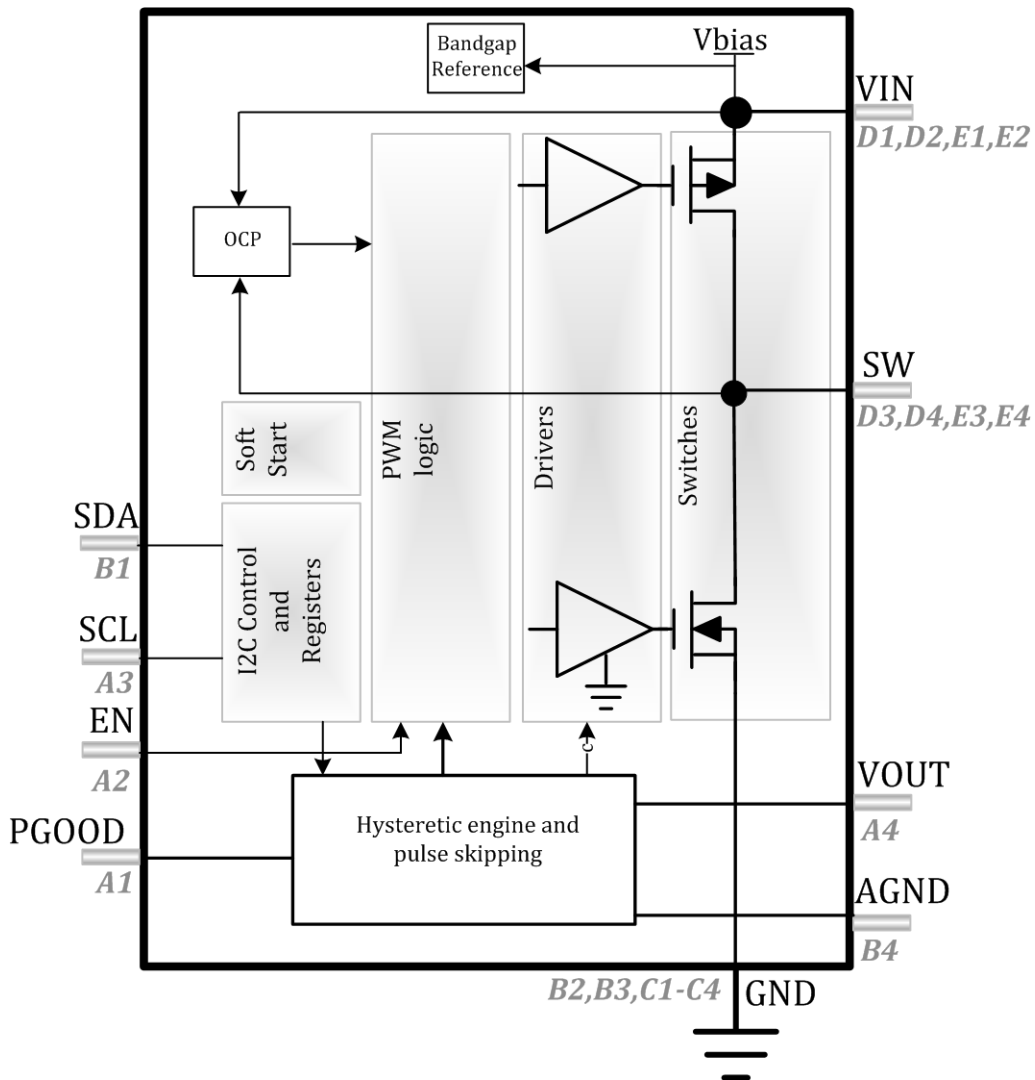 Vbias
Bandgap
Reference
VIN
D1,D2,E1,E2
OCP
SW
D3,D4,E3,E4
Soft
Start
PWM
logic
Drivers
Switches
SDA
B1
I2C Control
and
Registers
SCL
A3
EN
A2
c
VOUT
A4
PGOOD
A1
Hysteretic engine and
pulse skipping
AGND
B4
B2,B3,C1-C4
GND